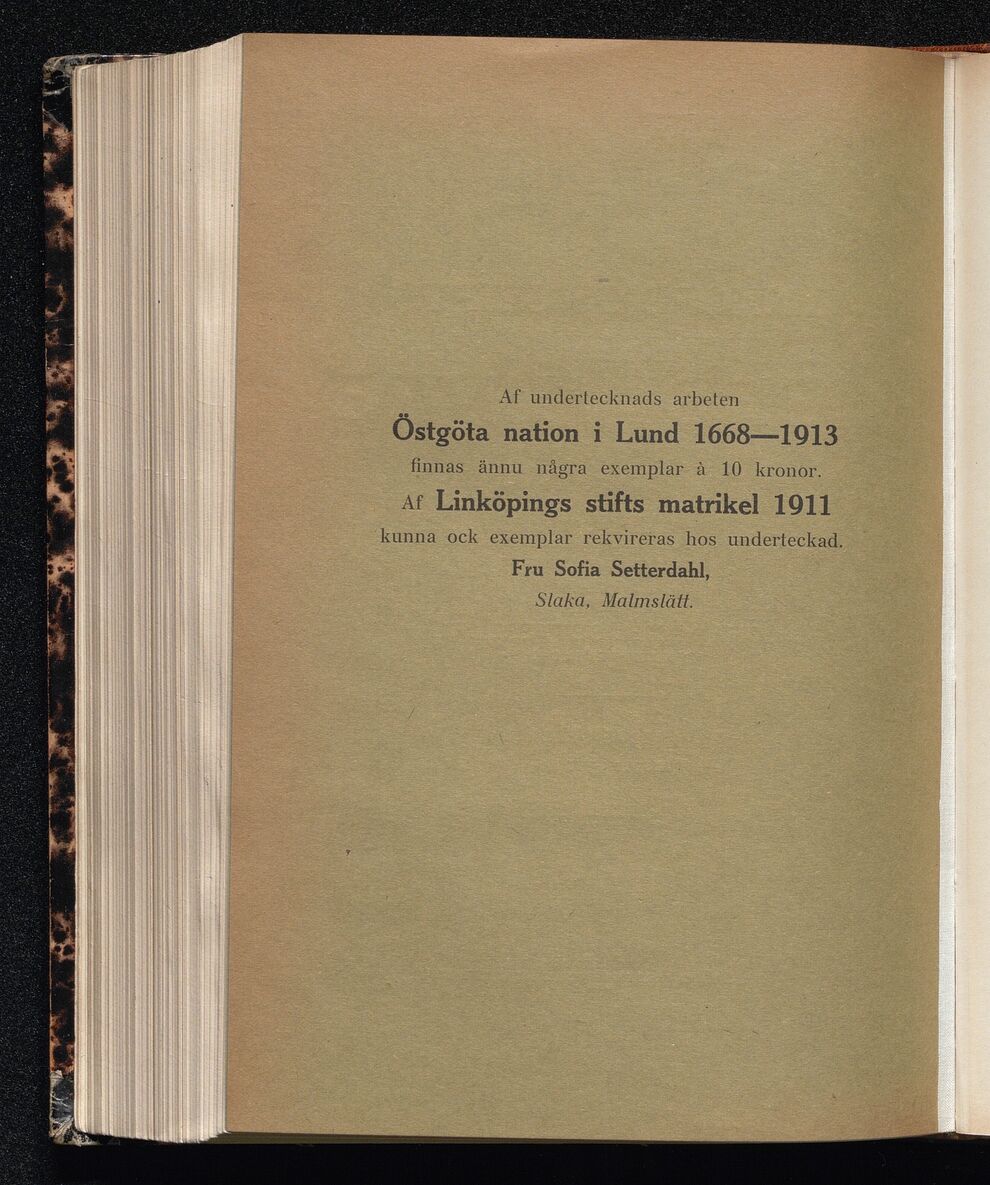 Af undertecknads arbeten
Östgöta nation i Lund 1668—1913
finnas ännu några exemplar à 10 kronor.
Af Linköpings stifts matrikel 1911
kunna ock exemplar rekvireras hos underteckad.
Fru Sofia Setterdahl,
Slaka, Malmslätt.